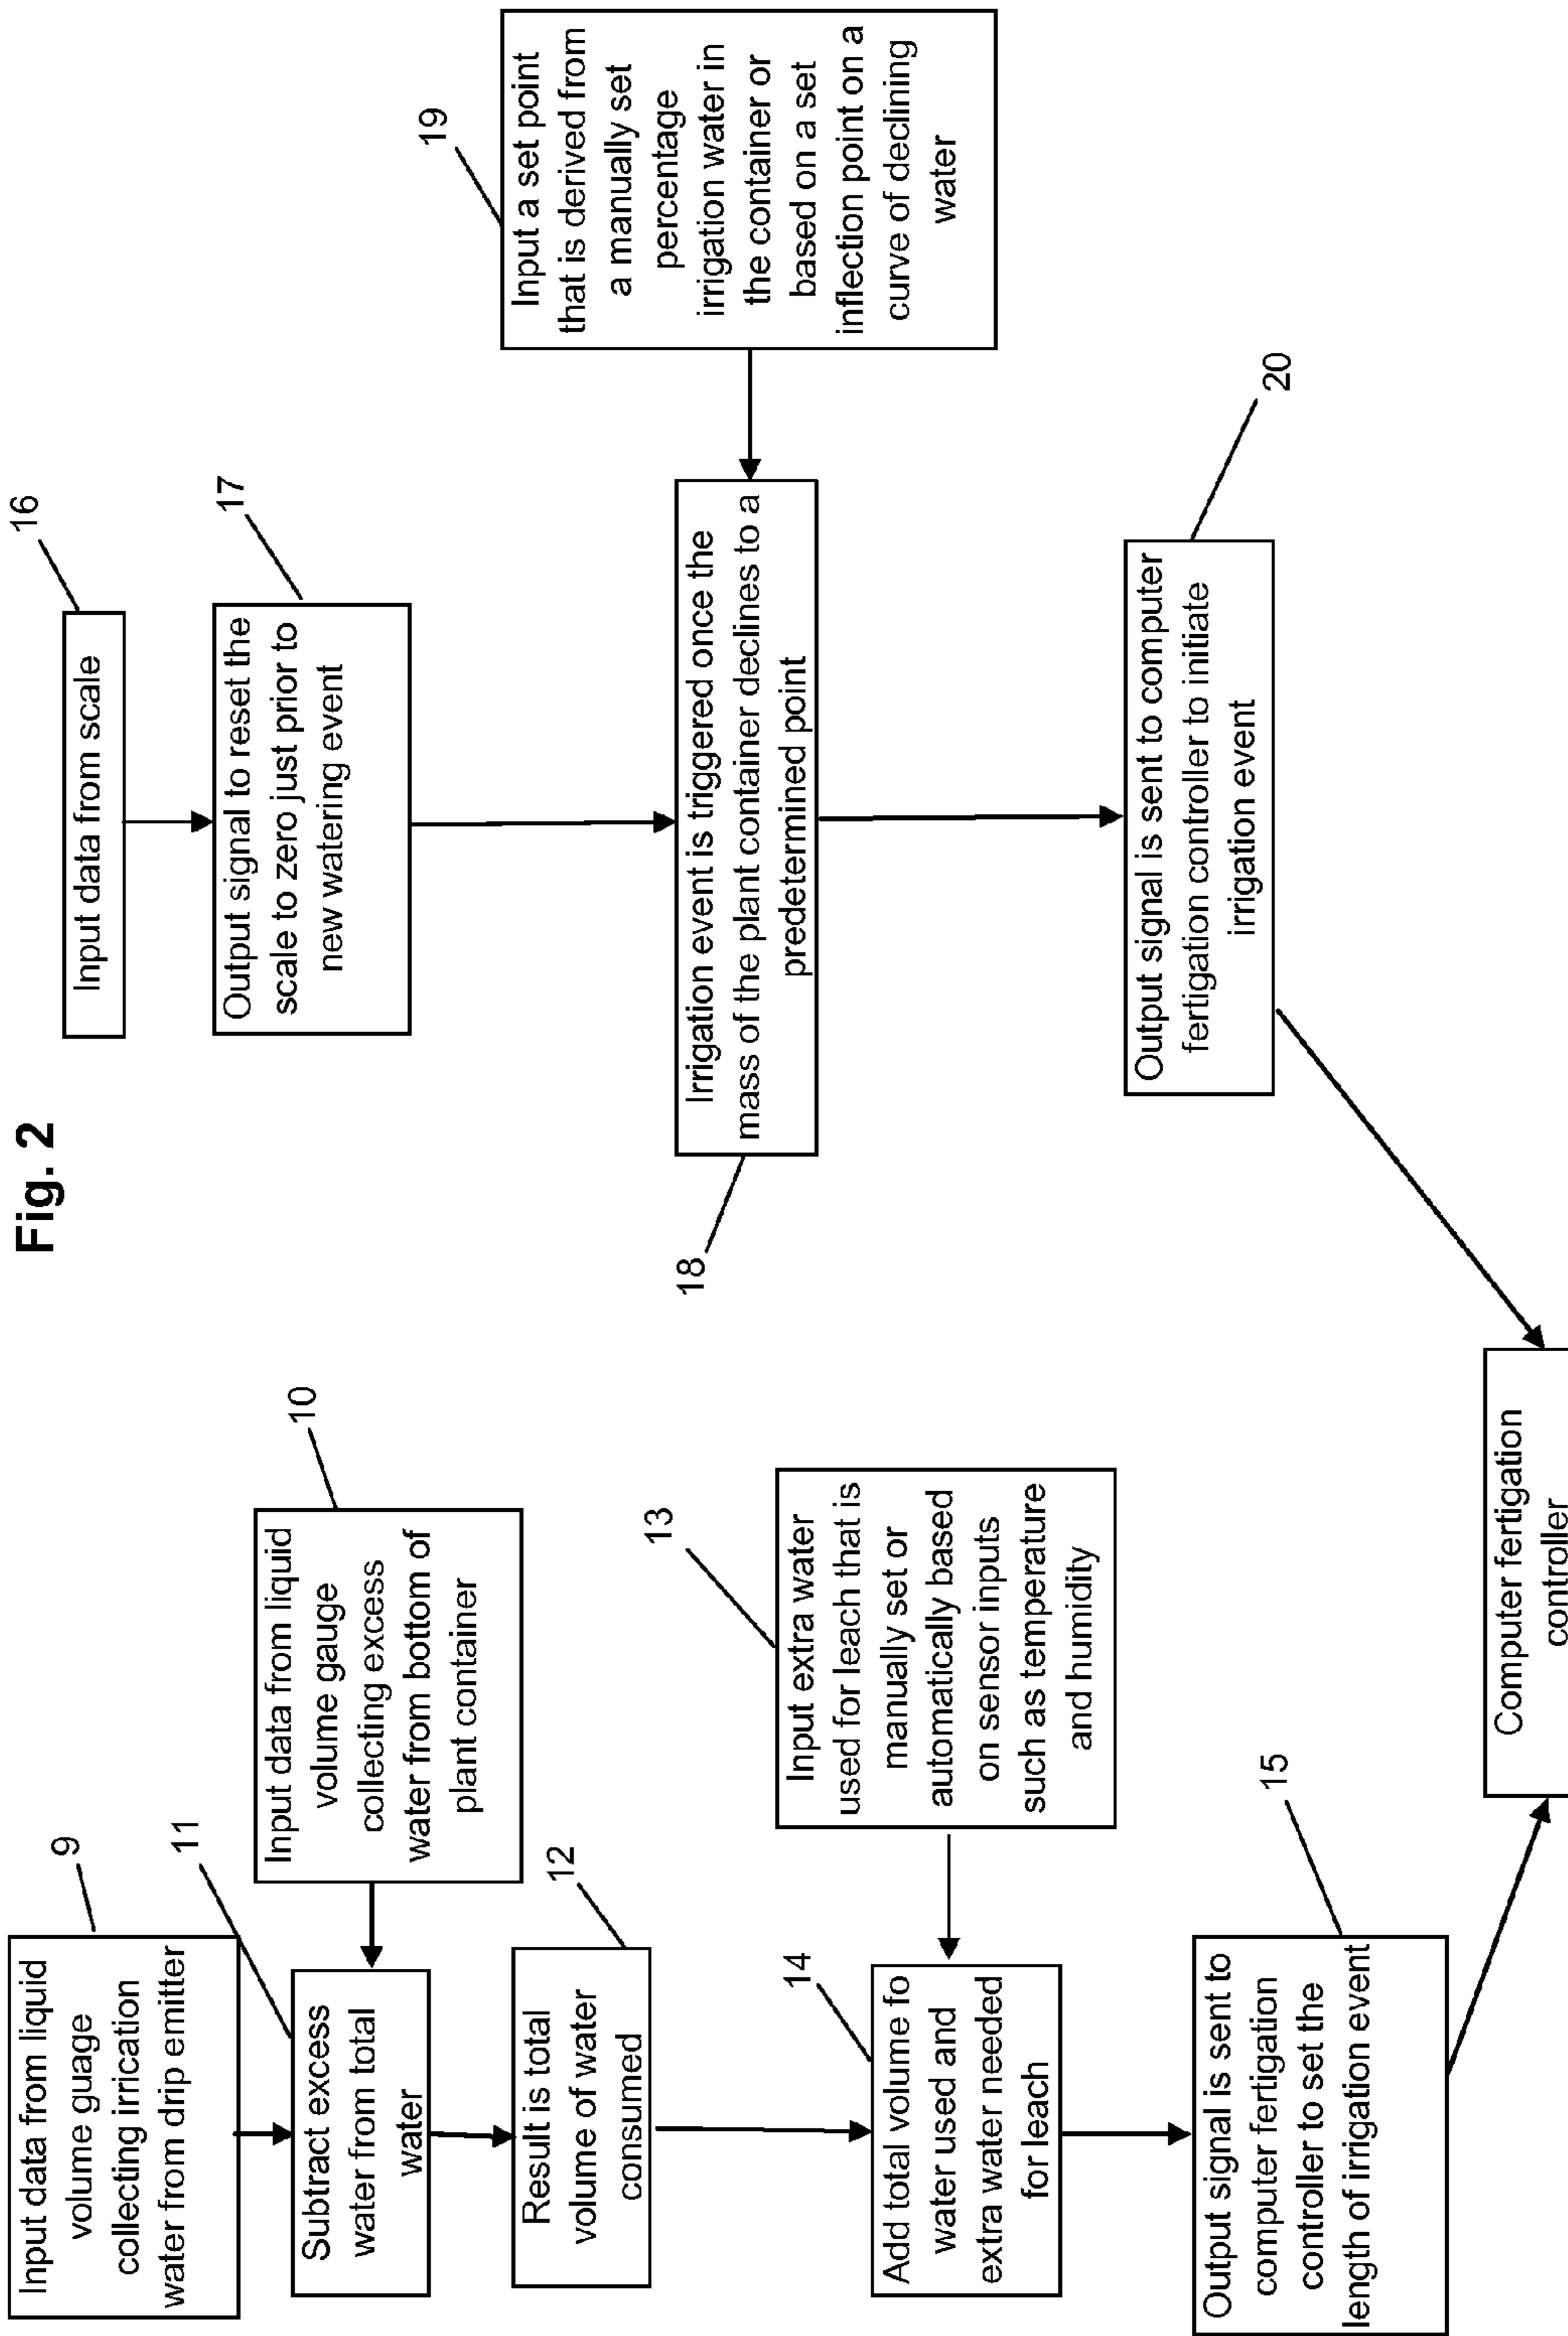 Fig. 2
9
Input data from liquid
volume guage
collecting irrication
water from drip emitter
10
Input data from liquid
volume gauge
collecting excess
water from bottom of
plant container
11
Subtract excess
water from total
water
12
Result is total
volume of water
consumed
13
Input extra water
used for leach that is
manually set or
automatically based
on sensor inputs
such as temperature
and humidity
14
Add total volume fo
water used and
extra water needed
for leach
15
Output signal is sent to
computer fertigation
controller to set the
length of irrigation event
16
Input data from scale
17
Output signal to reset the
scale to zero just prior to
new watering event
18
Irrigation event is triggered once the
mass of the plant container declines to a
predetermined point
19
Input a set point
that is derived from
a manually set
percentage
irrigation water in
the container or
based on a set
inflection point on a
curve of declining
water
20
Output signal is sent to computer
fertigation controller to initiate
irrigation event
Computer fertigation
controller